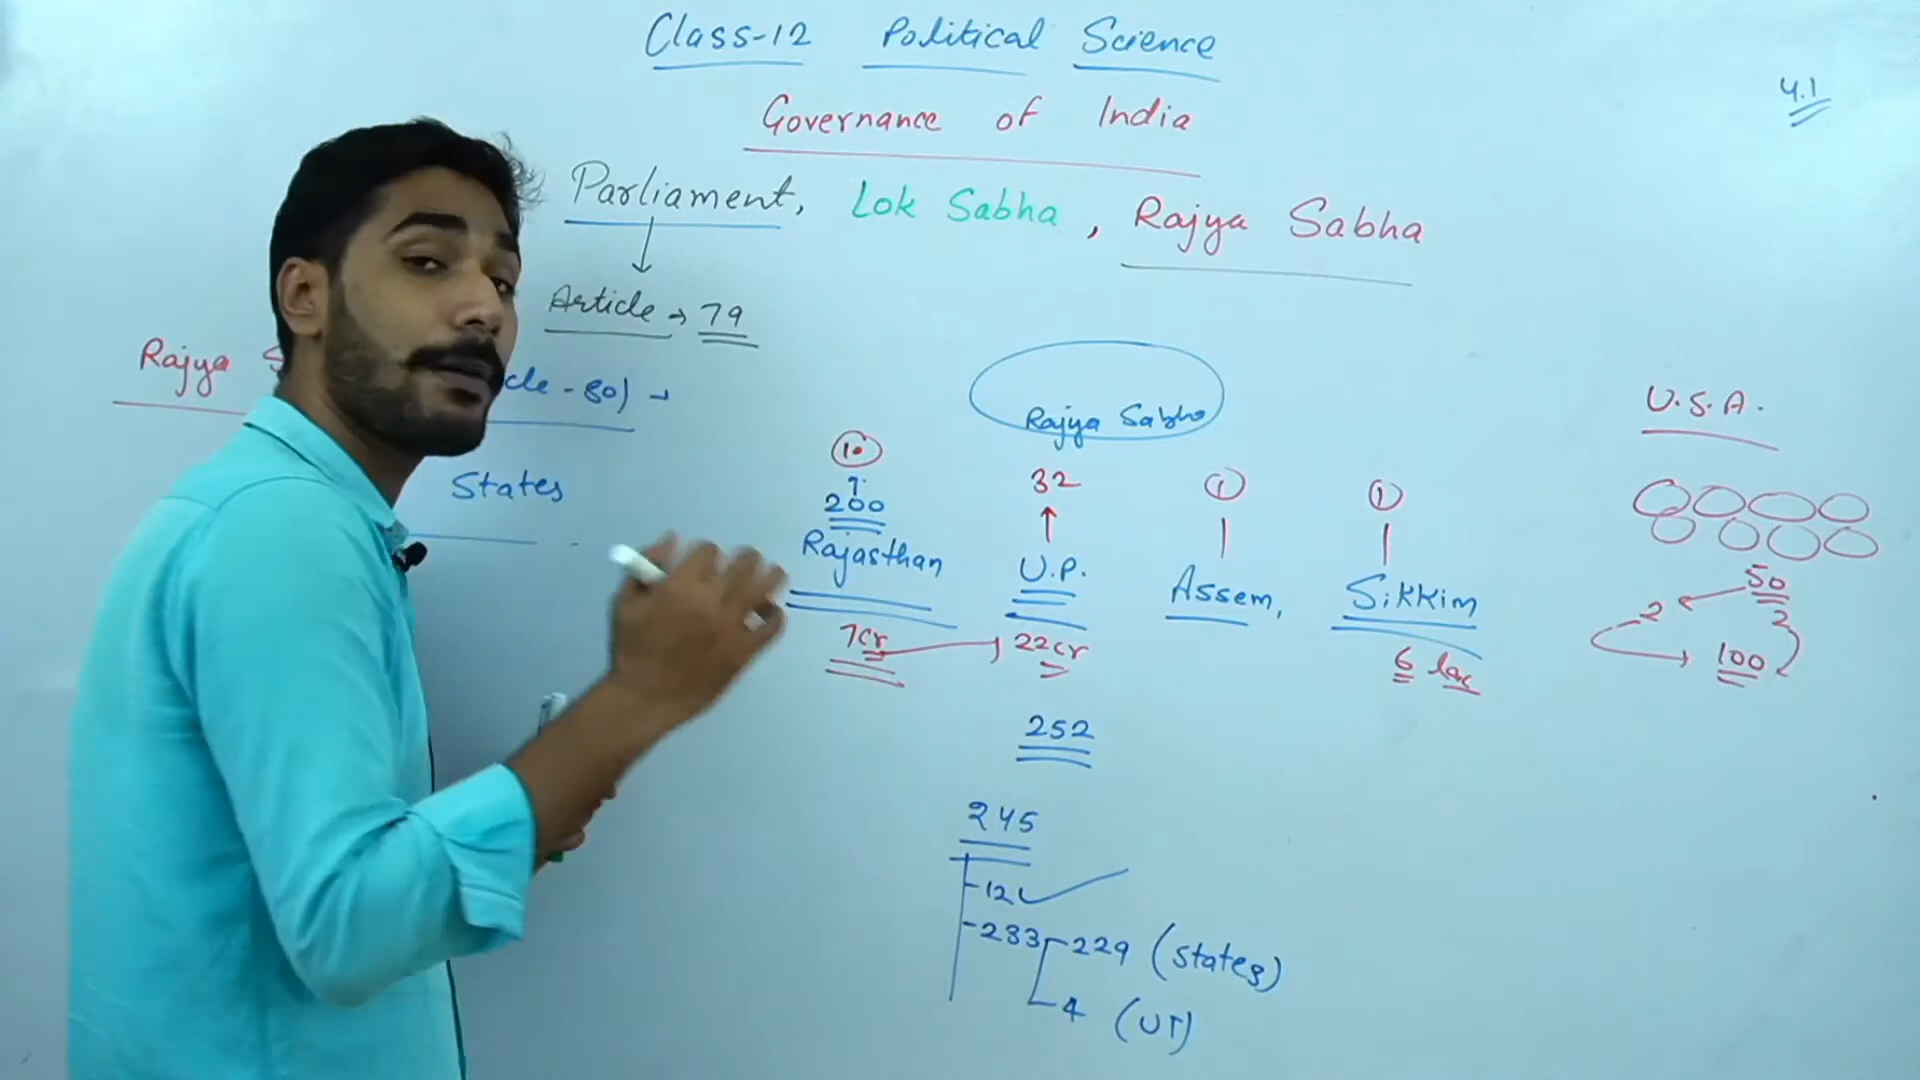 Class-12 Political Science
4.1
Governance of India
Parliament, Lok Sabha, Rajya Sabha
Article → 79
Rajya cle - 80) →
States
Rajya Sabha
10 32 1 1
200
Rajasthan U.P. Assem, Sikkim
7cr 22cr 6 lac
252
245
-12
-233 -229 (States)
4 (UT)
U.S.A.
50
2 2
100